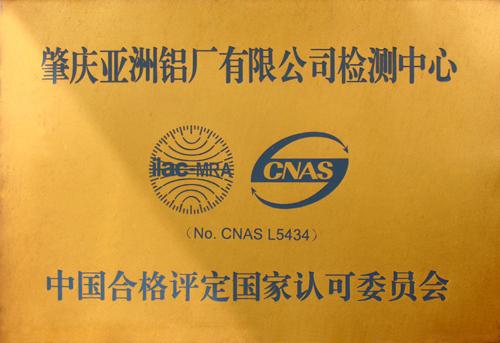 肇庆亚洲铝厂有限公司检测中心
ilac-MRA
CNAS
（No. CNAS L5434）
中国合格评定国家认可委员会